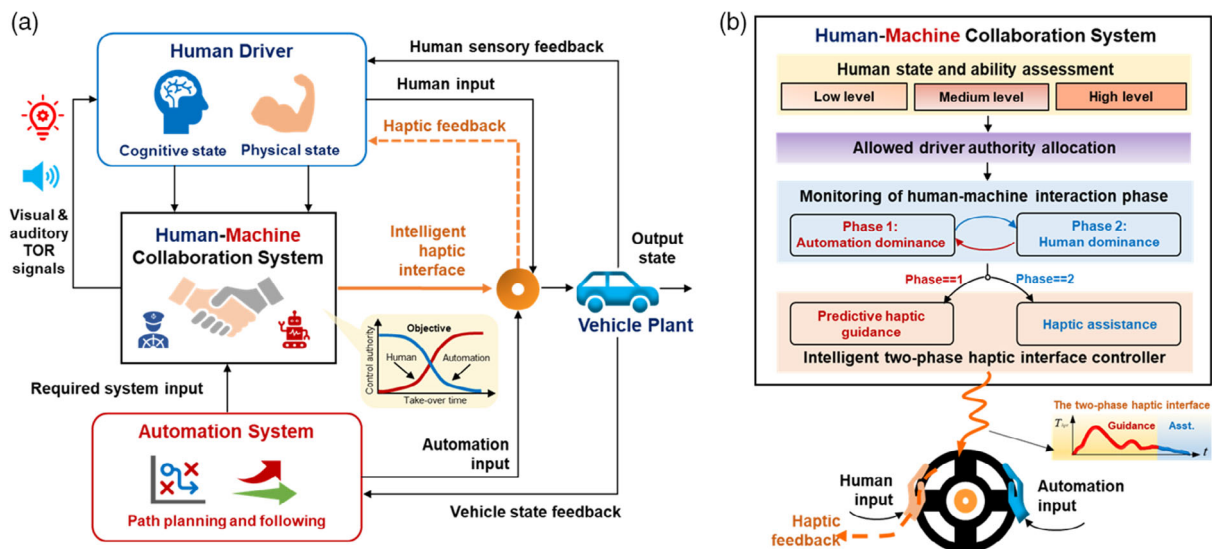 (a)
Human Driver
Cognitive state
Physical state
Human sensory feedback
Human input
Haptic feedback
Visual &
auditory
TOR
signals
Human-Machine
Collaboration System
Intelligent
haptic
interface
Output
state
Vehicle Plant
Objective
Control authority
Human
Automation
Take-over time
Required system input
Automation System
Path planning and following
Automation
input
Vehicle state feedback
(b)
Human-Machine Collaboration System
Human state and ability assessment
Low level
Medium level
High level
Allowed driver authority allocation
Monitoring of human-machine interaction phase
Phase 1:
Automation dominance
Phase 2:
Human dominance
Phase==1
Phase==2
Predictive haptic
guidance
Haptic assistance
Intelligent two-phase haptic interface controller
The two-phase haptic interface
Guidance
Asst.
t
Human
input
Automation
input
Haptic
feedback